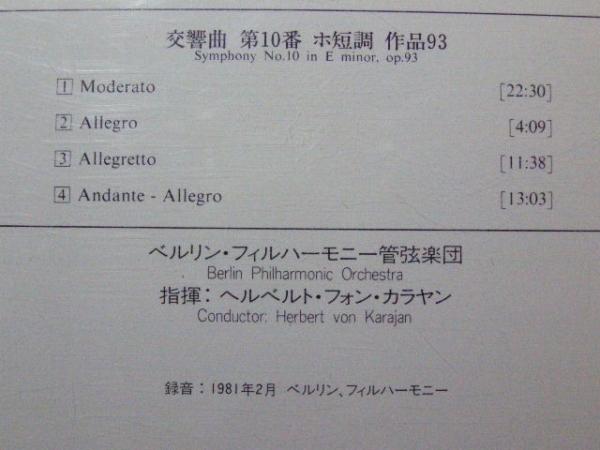 交響曲 第10番 ホ短調 作品93
Symphony No.10 in E minor, op.93
1 Moderato [22:30]
2 Allegro [4:09]
3 Allegretto [11:38]
4 Andante - Allegro [13:03]
ベルリン・フィルハーモニー管弦楽団
Berlin Philharmonic Orchestra
指揮：ヘルベルト・フォン・カラヤン
Conductor: Herbert von Karajan
録音：1981年2月 ベルリン、フィルハーモニー